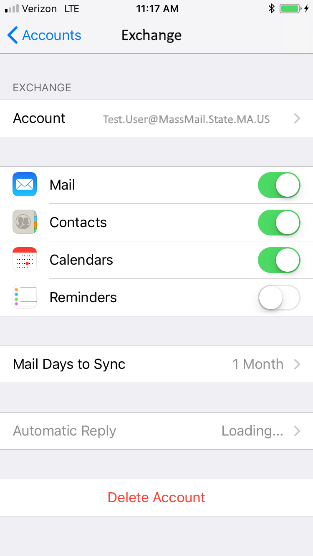 Verizon LTE 11:17 AM
Accounts Exchange
EXCHANGE
Account Test.User@MassMail.State.MA.US
Mail
Contacts
Calendars
Reminders
Mail Days to Sync 1 Month
Automatic Reply Loading...
Delete Account